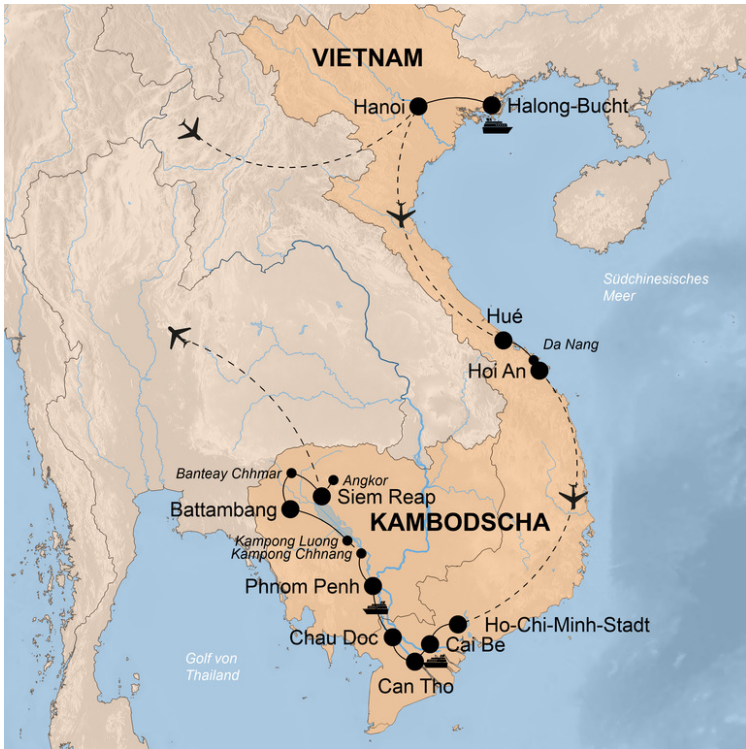 VIETNAM
Hanoi
Halong-Bucht
Südchinesisches
Meer
Hué
Da Nang
Hoi An
Banteay Chhmar
Angkor
Siem Reap
Battambang
KAMBODSCHA
Kampong Luong
Kampong Chhnang
Phnom Penh
Ho-Chi-Minh-Stadt
Chau Doc
Cai Be
Golf von
Thailand
Can Tho